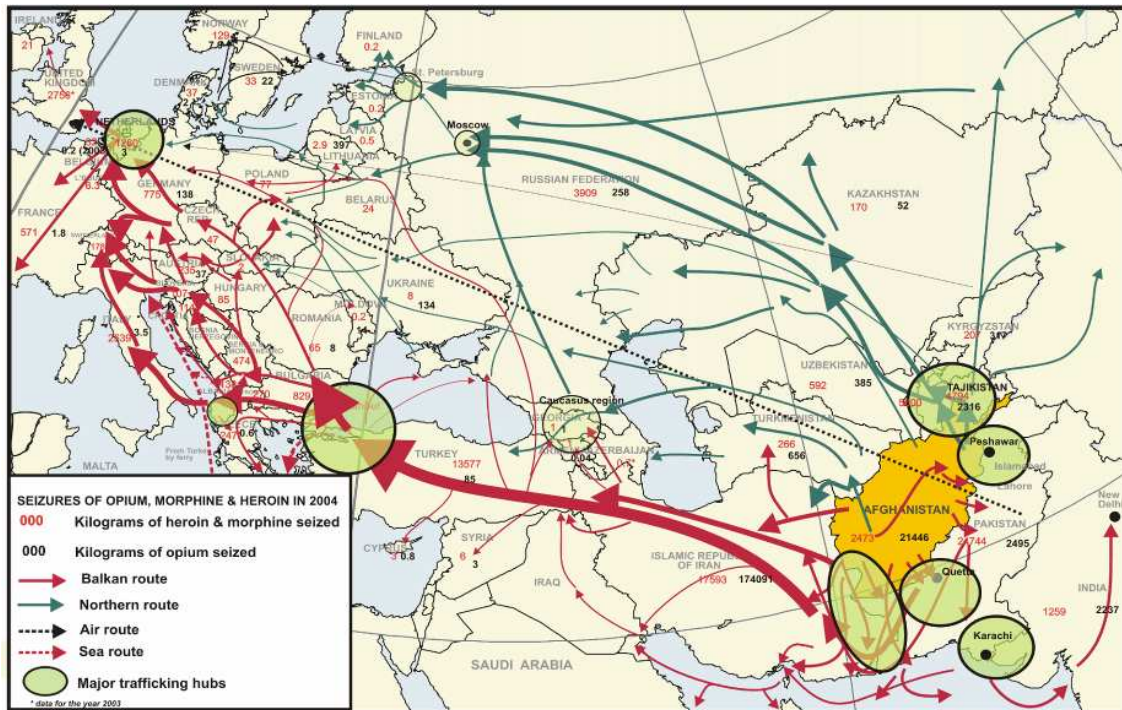 IRELAND
21
NORWAY
129
FINLAND
0.2
UNITED
KINGDOM
2756*
DENMARK
37
SWEDEN
33 22
St. Petersburg
0.2
LATVIA
0.5
2.9 397
LITHUANIA
Moscow
NETHERLANDS
3
GERMANY
775 138
POLAND
77
BELARUS
24
RUSSIAN FEDERATION
3909 258
KAZAKHSTAN
170 52
FRANCE
571 1.8
CZECH
REP
47
HUNGARY
85
UKRAINE
8
134
ROMANIA
65 8
BULGARIA
829
474
3.5
KYRGYZSTAN
207
UZBEKISTAN
592 385
TAJIKISTAN
2316
Caucasus region
GEORGIA
0.04
TURKMENISTAN
266
656
Peshawar
Islamabad
Lahore
New
Delhi
From Turkey
by ferry
MALTA
TURKEY
13577
85
AFGHANISTAN
2473 21446
PAKISTAN
2495
CYPRUS
3 0.8
SYRIA
6
3
IRAQ
ISLAMIC REPUBLIC
OF IRAN
17593 174091
Quetta
Karachi
INDIA
1259
2237
SAUDI ARABIA
SEIZURES OF OPIUM, MORPHINE & HEROIN IN 2004
000 Kilograms of heroin & morphine seized
000 Kilograms of opium seized
Balkan route
Northern route
Air route
Sea route
Major trafficking hubs
* data for the year 2003